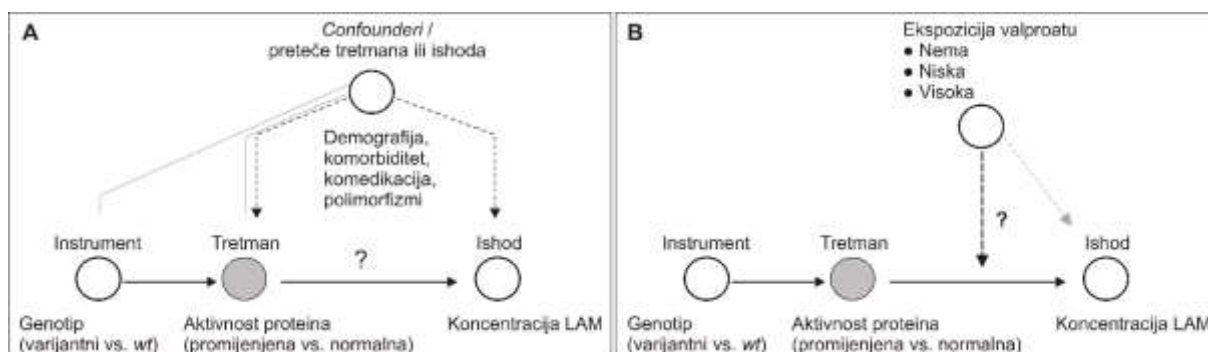 A
Confounderi /
preteče tretmana ili ishoda
Demografija,
komorbiditet,
komedikacija,
polimorfizmi
Instrument
Tretman
?
Ishod
Genotip
(varijantni vs. wt)
Aktivnost proteina
(promijenjena vs. normalna)
Koncentracija LAM
B
Ekspozicija valproatu
● Nema
● Niska
● Visoka
?
Instrument
Tretman
Ishod
Genotip
(varijantni vs. wt)
Aktivnost proteina
(promijenjena vs. normalna)
Koncentracija LAM